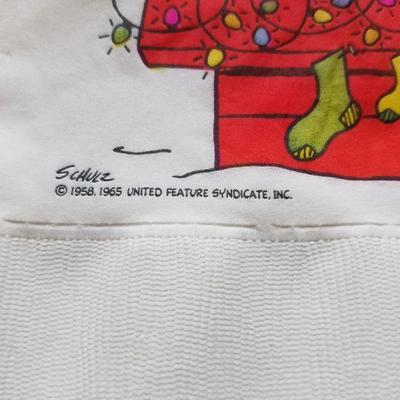 SCHULZ
© 1958, 1965 UNITED FEATURE SYNDICATE, INC.